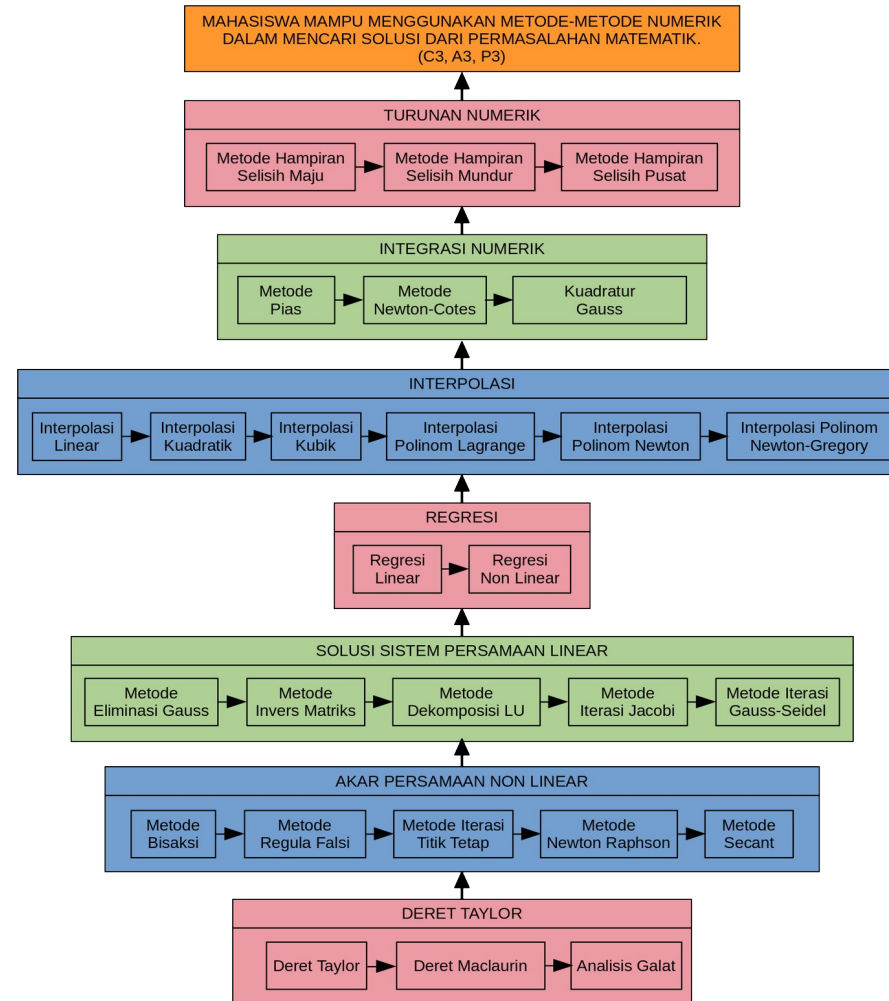 MAHASISWA MAMPU MENGGUNAKAN METODE-METODE NUMERIK
DALAM MENCARI SOLUSI DARI PERMASALAHAN MATEMATIK.
(C3, A3, P3)
TURUNAN NUMERIK
Metode Hampiran
Selisih Maju
Metode Hampiran
Selisih Mundur
Metode Hampiran
Selisih Pusat
INTEGRASI NUMERIK
Metode
Pias
Metode
Newton-Cotes
Kuadratur
Gauss
INTERPOLASI
Interpolasi
Linear
Interpolasi
Kuadratik
Interpolasi
Kubik
Interpolasi
Polinom Lagrange
Interpolasi
Polinom Newton
Interpolasi Polinom
Newton-Gregory
REGRESI
Regresi
Linear
Regresi
Non Linear
SOLUSI SISTEM PERSAMAAN LINEAR
Metode
Eliminasi Gauss
Metode
Invers Matriks
Metode
Dekomposisi LU
Metode
Iterasi Jacobi
Metode Iterasi
Gauss-Seidel
AKAR PERSAMAAN NON LINEAR
Metode
Bisaksi
Metode
Regula Falsi
Metode Iterasi
Titik Tetap
Metode
Newton Raphson
Metode
Secant
DERET TAYLOR
Deret Taylor
Deret Maclaurin
Analisis Galat